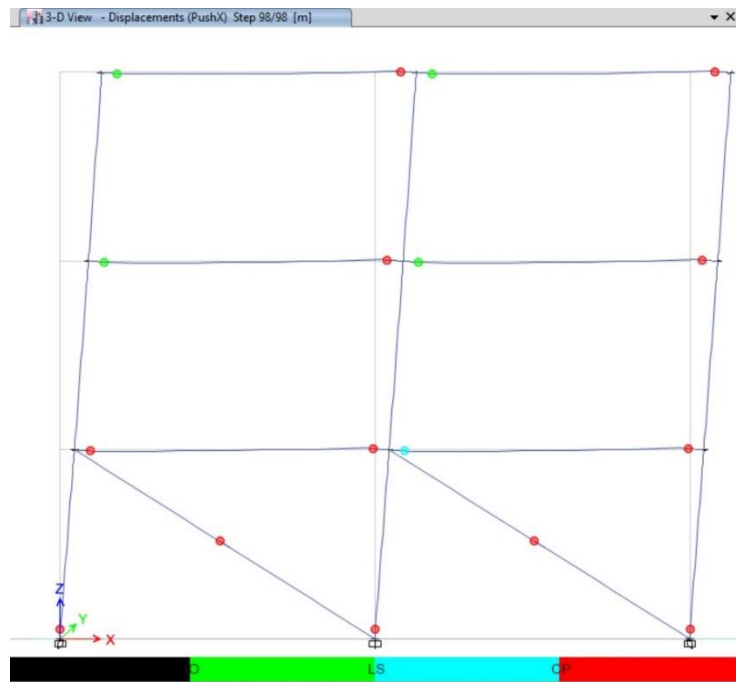 3-D View - Displacements (PushX) Step 98/98 [m]
Z
Y
X
IO LS CP